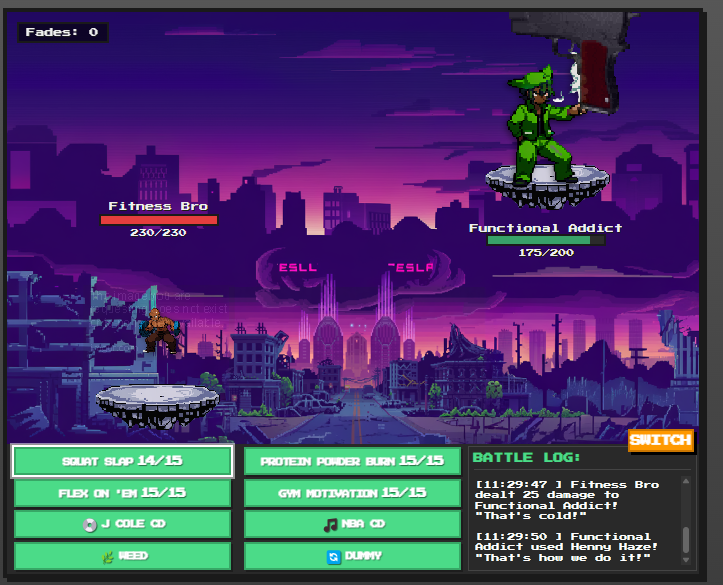 Fades: 0
Fitness Bro
230/230
Functional Addict
175/200
ESLL
SQUAT SLAP 14/15
PROTEIN POWDER BURN 15/15
FLEX ON 'EM 15/15
GYM MOTIVATION 15/15
J COLE CD
NBA CD
WEED
DUMMY
SWITCH
BATTLE LOG:
[11:29:47 ] Fitness Bro
dealt 25 damage to
Functional Addict!
"That's cold!"
[11:29:50 ] Functional
Addict used Henny Haze!
"That's how we do it!"